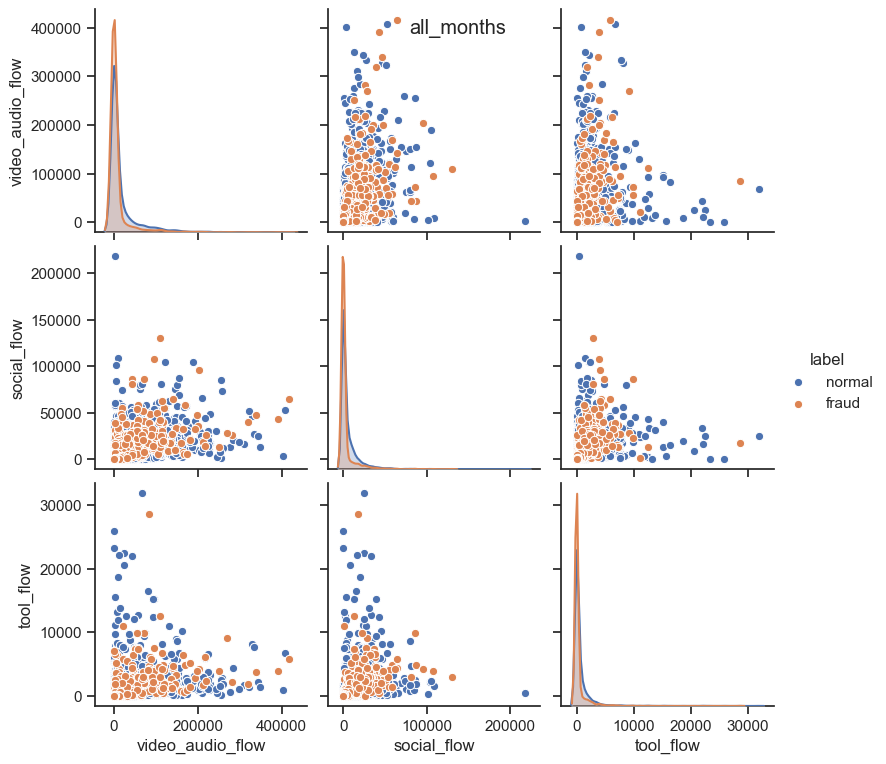 all_months
video_audio_flow
400000
300000
200000
100000
0
social_flow
200000
150000
100000
50000
0
label
normal
fraud
tool_flow
30000
20000
10000
0
0 200000 400000
0 100000 200000
0 10000 20000 30000
video_audio_flow
social_flow
tool_flow